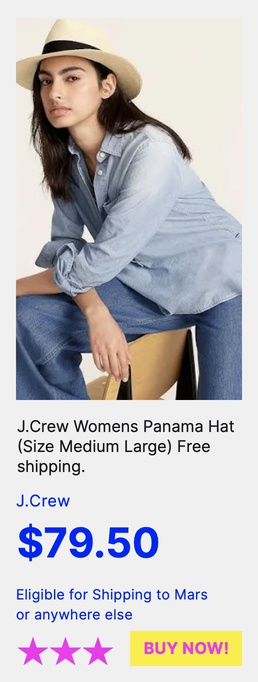 J.Crew Womens Panama Hat
(Size Medium Large) Free
shipping.
J.Crew
$79.50
Eligible for Shipping to Mars
or anywhere else
BUY NOW!